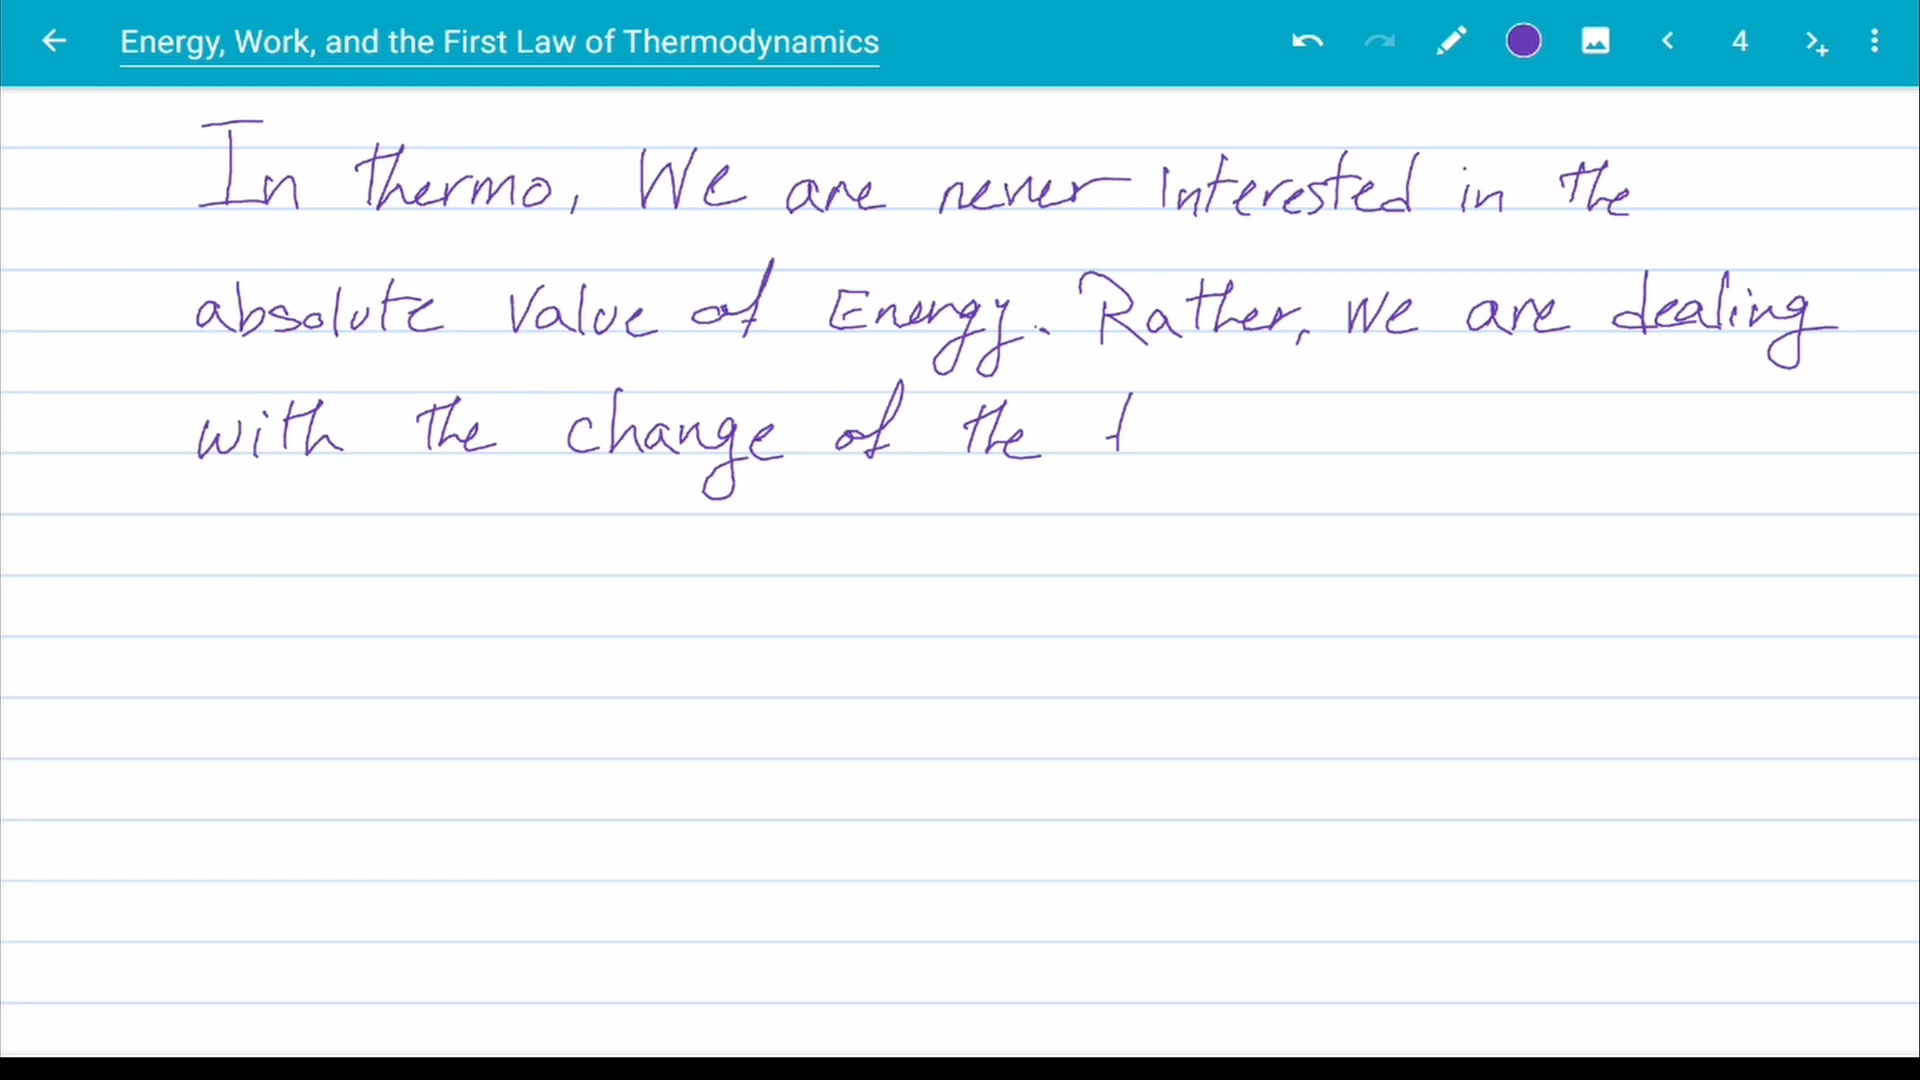 Energy, Work, and the First Law of Thermodynamics
4
In thermo, We are never interested in the
absolute Value of Energy. Rather, we are dealing
with the change of the t